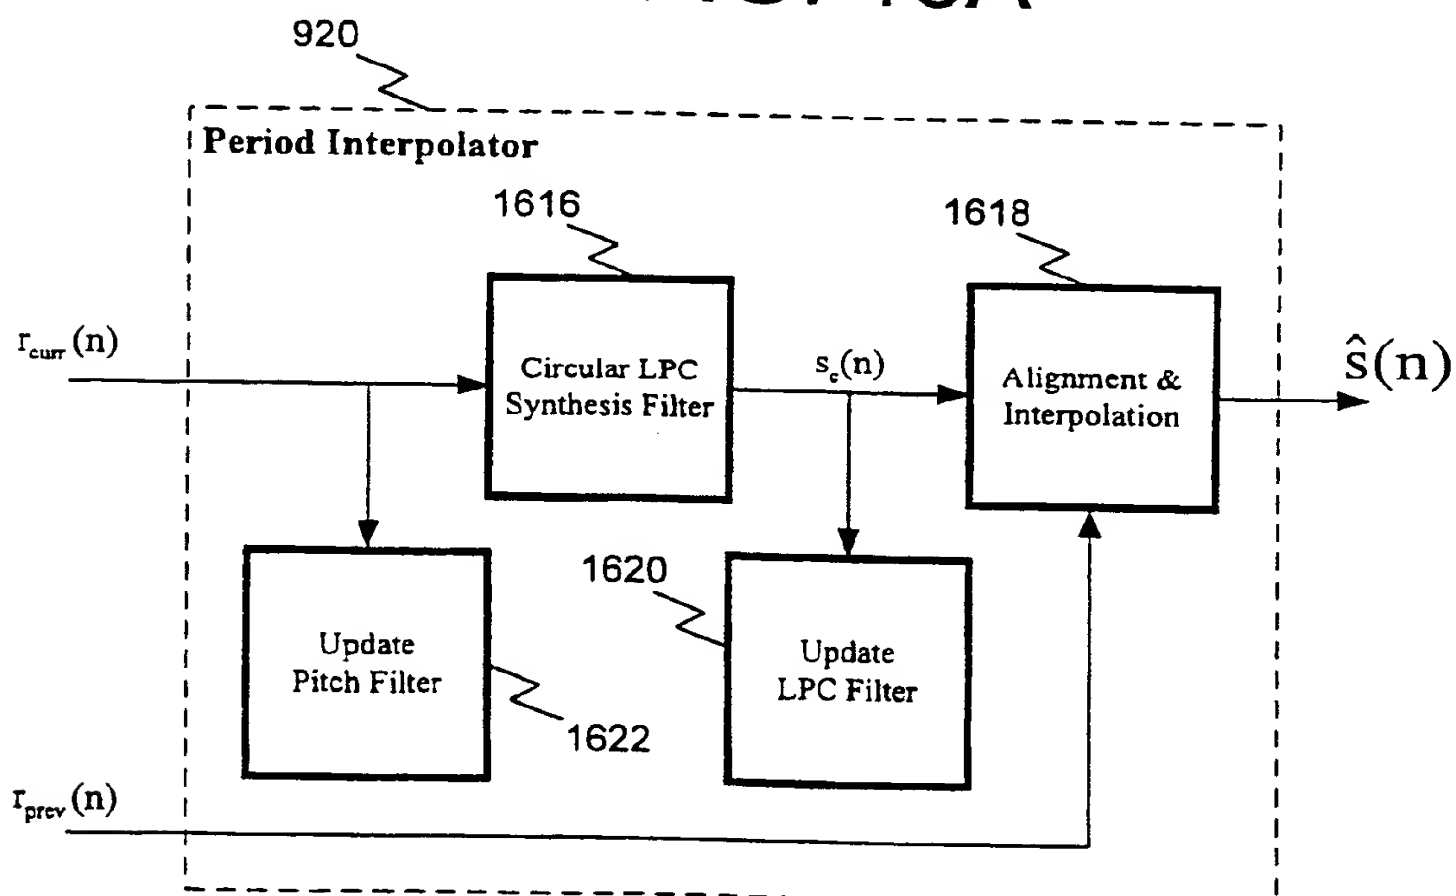 920
Period Interpolator
1616
1618
r_curr(n)
Circular LPC
Synthesis Filter
s_c(n)
Alignment &
Interpolation
ŝ(n)
1620
Update
Pitch Filter
Update
LPC Filter
1622
r_prev(n)